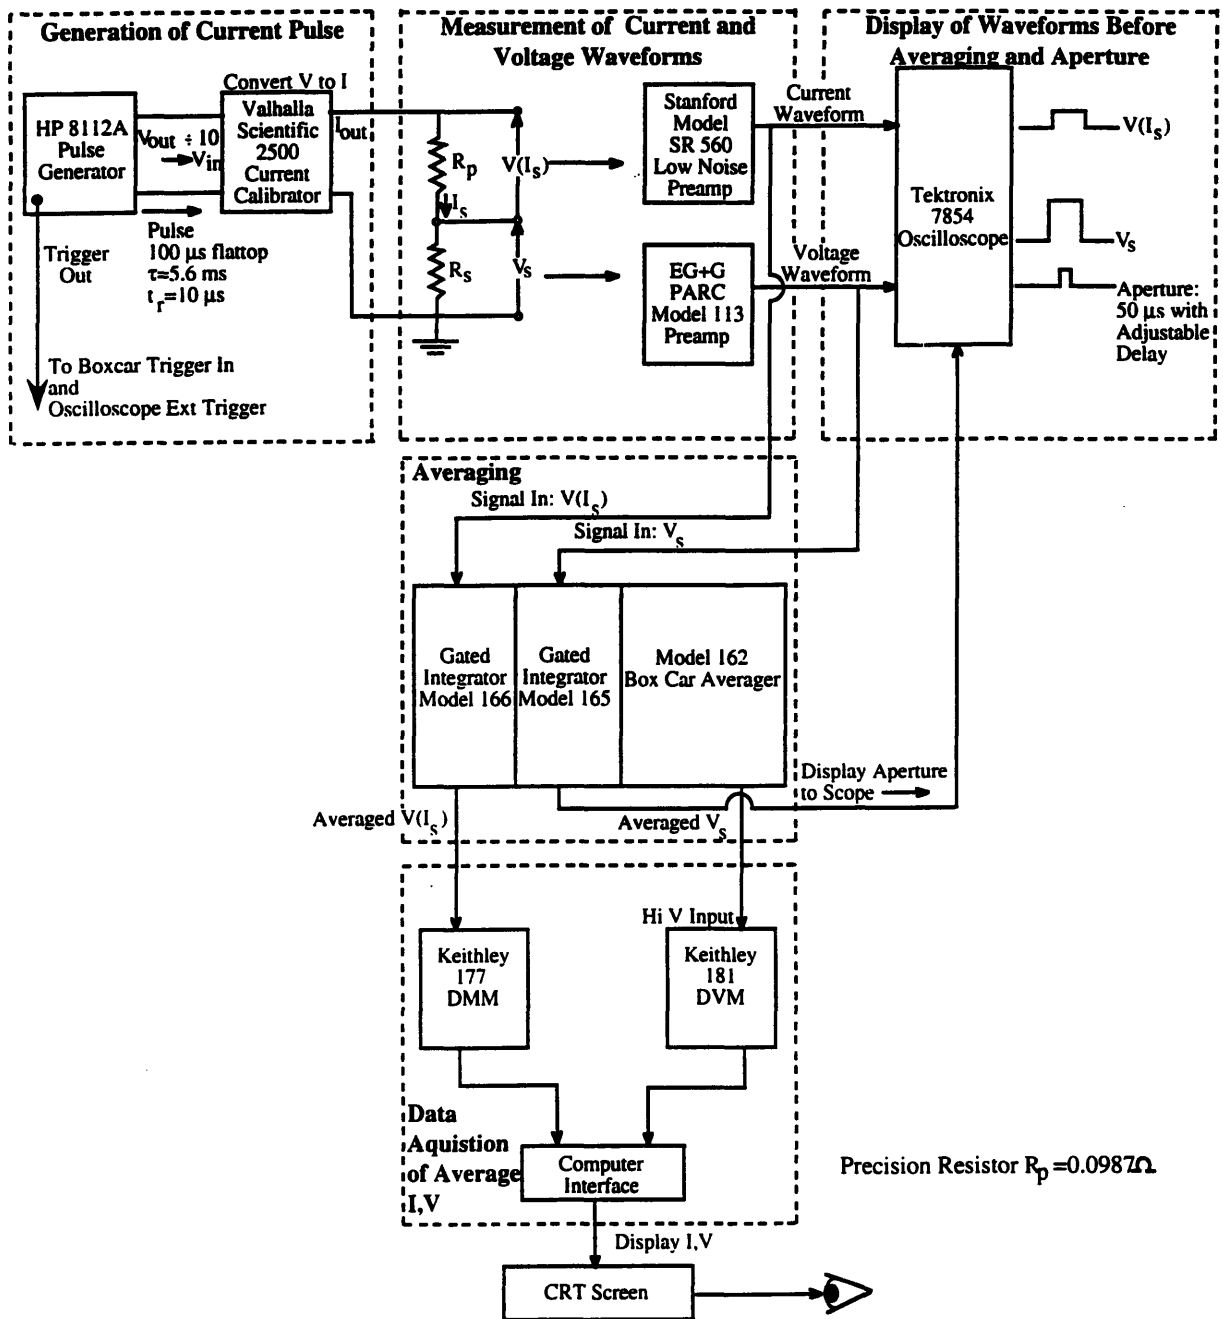 Generation of Current Pulse
Convert V to I
HP 8112A
Pulse
Generator
Vout ÷ 10
Vin
Valhalla
Scientific
2500
Current
Calibrator
Iout
Trigger
Out
Pulse
100 µs flattop
τ=5.6 ms
tr=10 µs
To Boxcar Trigger In
and
Oscilloscope Ext Trigger
Measurement of Current and
Voltage Waveforms
Rp
V(Is)
Is
Rs
Vs
Stanford
Model
SR 560
Low Noise
Preamp
EG+G
PARC
Model 113
Preamp
Display of Waveforms Before
Averaging and Aperture
Current
Waveform
Voltage
Waveform
Tektronix
7854
Oscilloscope
V(Is)
Vs
Aperture:
50 µs with
Adjustable
Delay
Averaging
Signal In: V(Is)
Signal In: Vs
Gated
Integrator
Model 166
Gated
Integrator
Model 165
Model 162
Box Car Averager
Display Aperture
to Scope
Averaged V(Is)
Averaged Vs
Hi V Input
Keithley
177
DMM
Keithley
181
DVM
Data
Aquistion
of Average
I,V
Computer
Interface
Precision Resistor Rp=0.0987Ω
Display I,V
CRT Screen